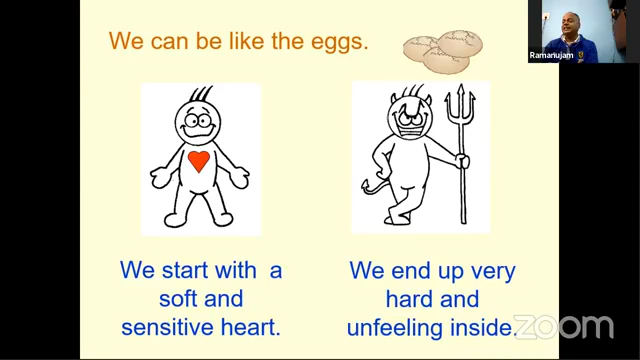 We can be like the eggs.
Ramanujam
We start with a
soft and
sensitive heart.
We end up very
hard and
unfeeling inside.
zoom